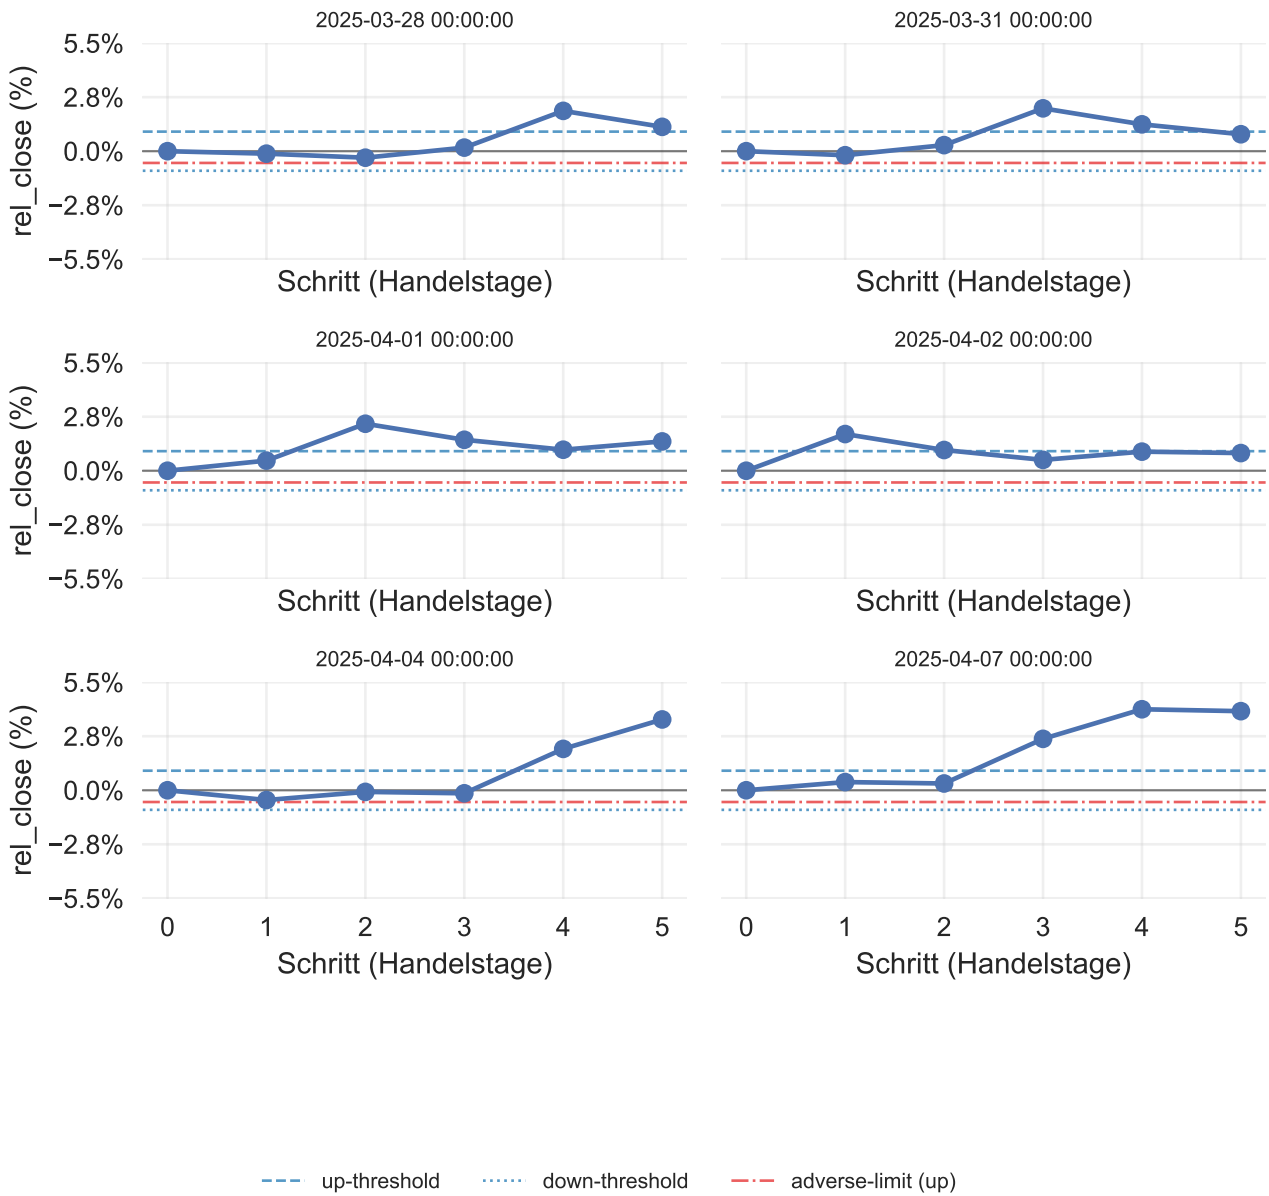 2025-03-28 00:00:00
2025-03-31 00:00:00
5.5%
2.8%
0.0%
−2.8%
−5.5%
rel_close (%)
Schritt (Handelstage)
Schritt (Handelstage)
2025-04-01 00:00:00
2025-04-02 00:00:00
5.5%
2.8%
0.0%
−2.8%
−5.5%
rel_close (%)
Schritt (Handelstage)
Schritt (Handelstage)
2025-04-04 00:00:00
2025-04-07 00:00:00
5.5%
2.8%
0.0%
−2.8%
−5.5%
rel_close (%)
0 1 2 3 4 5
0 1 2 3 4 5
Schritt (Handelstage)
Schritt (Handelstage)
up-threshold
down-threshold
adverse-limit (up)